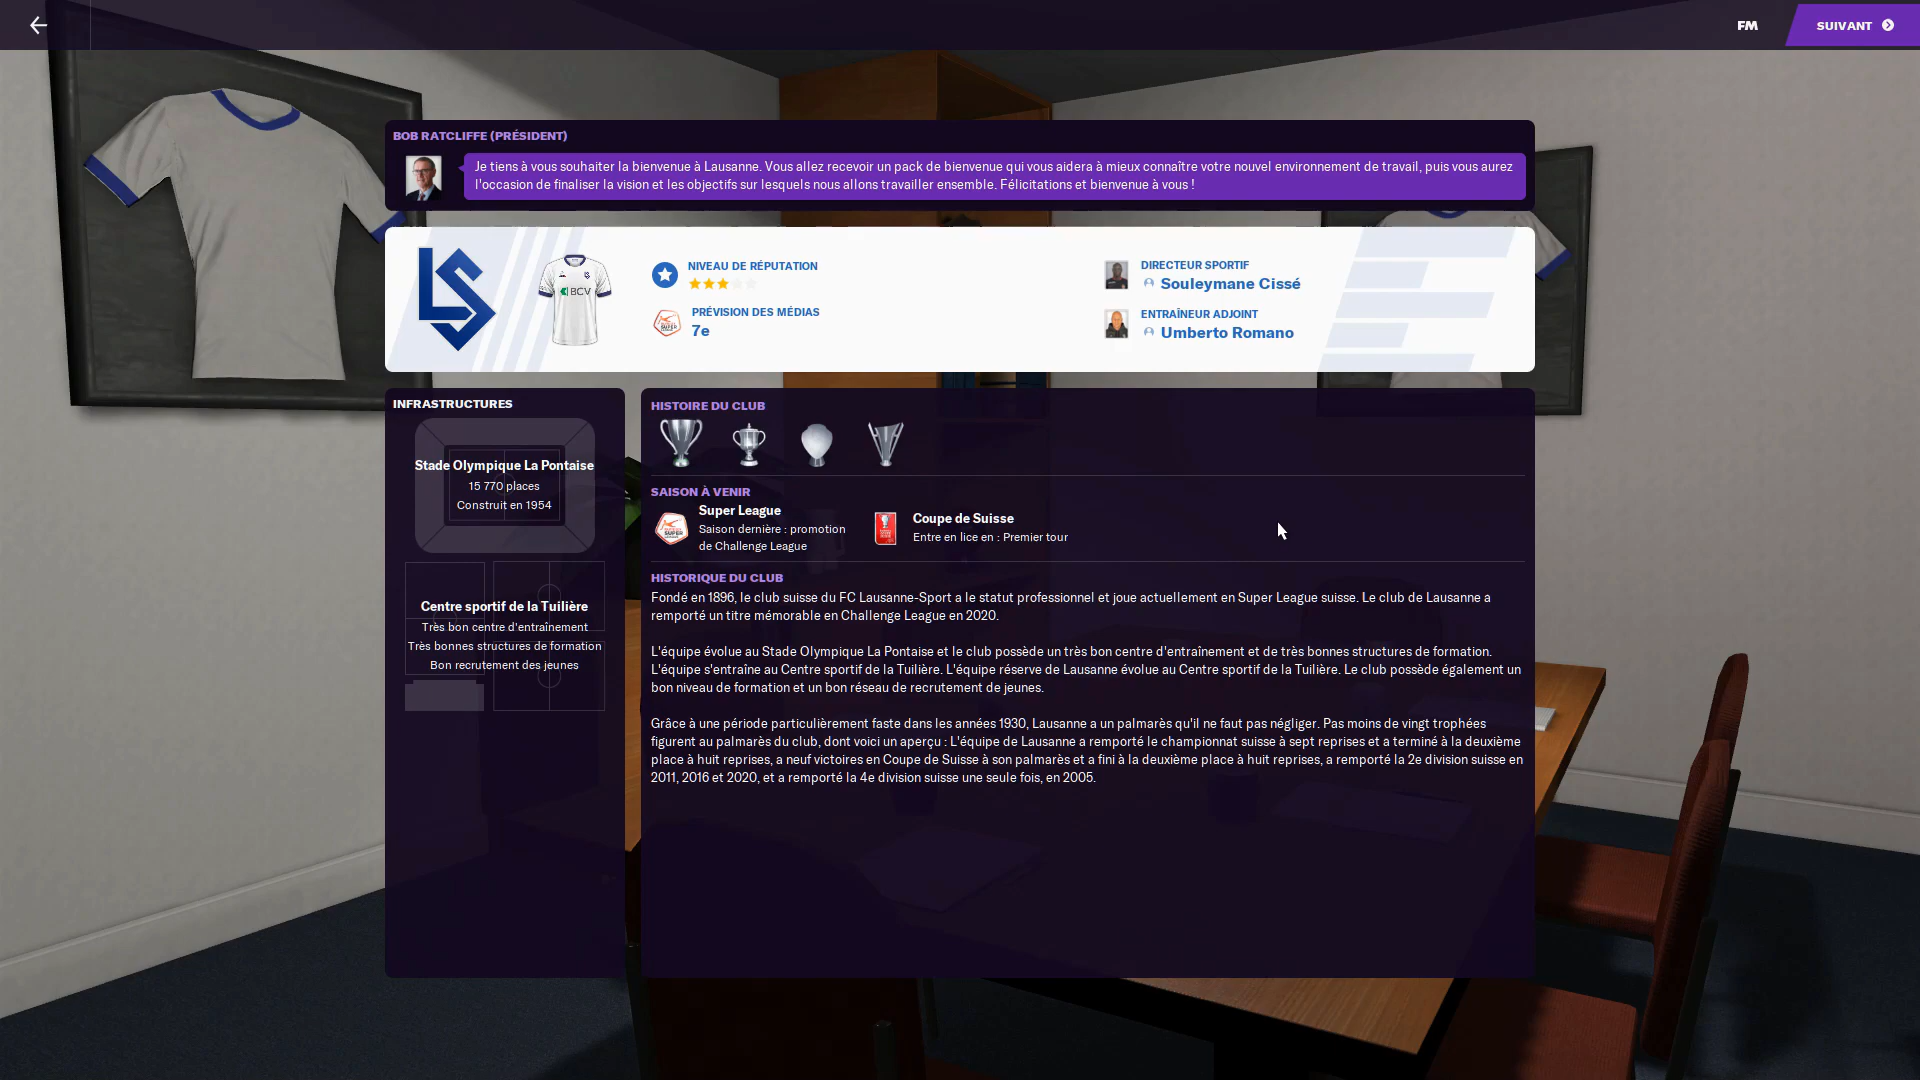 FM
SUIVANT
BOB RATCLIFFE (PRÉSIDENT)
Je tiens à vous souhaiter la bienvenue à Lausanne. Vous allez recevoir un pack de bienvenue qui vous aidera à mieux connaître votre nouvel environnement de travail, puis vous aurez
l'occasion de finaliser la vision et les objectifs sur lesquels nous allons travailler ensemble. Félicitations et bienvenue à vous !
LS
BCV
NIVEAU DE RÉPUTATION
PRÉVISION DES MÉDIAS
7e
DIRECTEUR SPORTIF
Souleymane Cissé
ENTRAÎNEUR ADJOINT
Umberto Romano
INFRASTRUCTURES
Stade Olympique La Pontaise
15 770 places
Construit en 1954
Centre sportif de la Tuilière
Très bon centre d'entraînement
Très bonnes structures de formation
Bon recrutement des jeunes
HISTOIRE DU CLUB
SAISON À VENIR
Super League
Saison dernière : promotion
de Challenge League
Coupe de Suisse
Entre en lice en : Premier tour
HISTORIQUE DU CLUB
Fondé en 1896, le club suisse du FC Lausanne-Sport a le statut professionnel et joue actuellement en Super League suisse. Le club de Lausanne a
remporté un titre mémorable en Challenge League en 2020.
L'équipe évolue au Stade Olympique La Pontaise et le club possède un très bon centre d'entraînement et de très bonnes structures de formation.
L'équipe s'entraîne au Centre sportif de la Tuilière. L'équipe réserve de Lausanne évolue au Centre sportif de la Tuilière. Le club possède également un
bon niveau de formation et un bon réseau de recrutement de jeunes.
Grâce à une période particulièrement faste dans les années 1930, Lausanne a un palmarès qu'il ne faut pas négliger. Pas moins de vingt trophées
figurent au palmarès du club, dont voici un aperçu : L'équipe de Lausanne a remporté le championnat suisse à sept reprises et a terminé à la deuxième
place à huit reprises, a neuf victoires en Coupe de Suisse à son palmarès et a fini à la deuxième place à huit reprises, a remporté la 2e division suisse en
2011, 2016 et 2020, et a remporté la 4e division suisse une seule fois, en 2005.